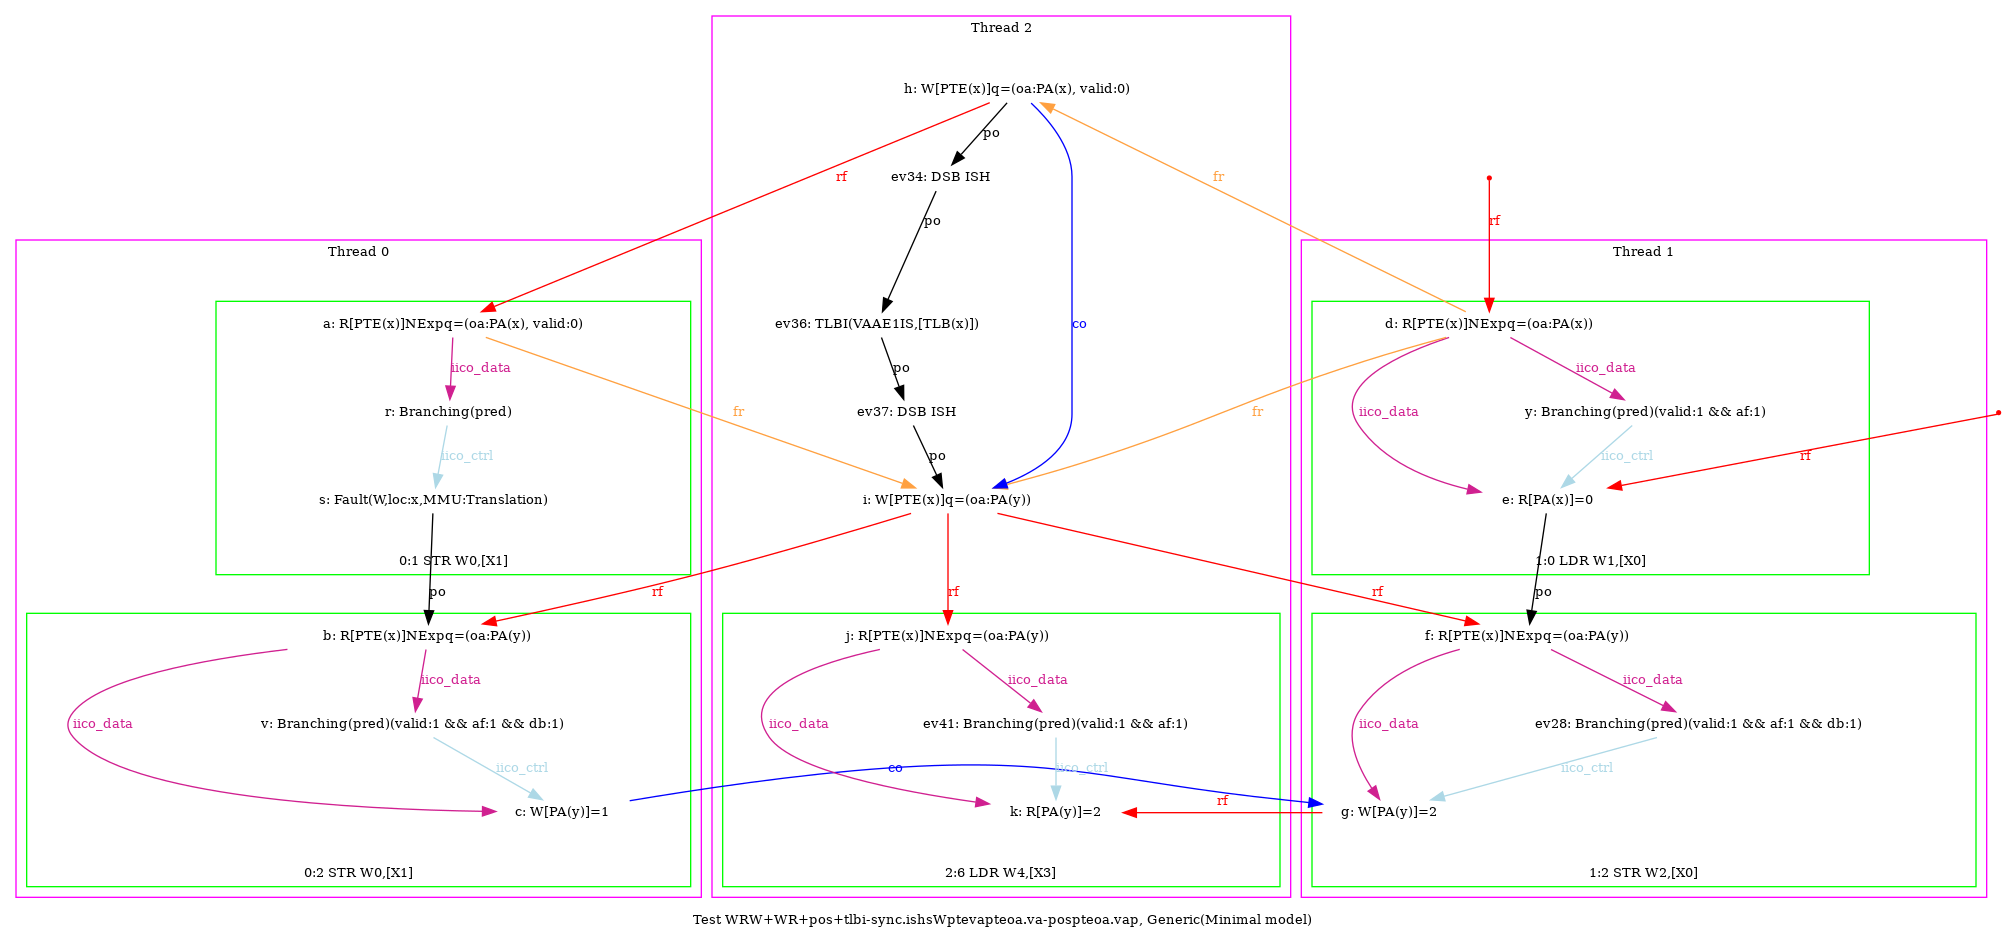 Thread 2
h: W[PTE(x)]q=(oa:PA(x), valid:0)
po
ev34: DSB ISH
rf
fr
rf
po
co
Thread 0
Thread 1
a: R[PTE(x)]NExpq=(oa:PA(x), valid:0)
ev36: TLBI(VAAE1IS,[TLB(x)])
d: R[PTE(x)]NExpq=(oa:PA(x))
iico_data
po
iico_data
r: Branching(pred)
fr
ev37: DSB ISH
fr
iico_data
y: Branching(pred)(valid:1 && af:1)
iico_ctrl
po
iico_ctrl
rf
s: Fault(W,loc:x,MMU:Translation)
i: W[PTE(x)]q=(oa:PA(y))
e: R[PA(x)]=0
0:1 STR W0,[X1]
1:0 LDR W1,[X0]
po
rf
rf
rf
po
b: R[PTE(x)]NExpq=(oa:PA(y))
j: R[PTE(x)]NExpq=(oa:PA(y))
f: R[PTE(x)]NExpq=(oa:PA(y))
iico_data
iico_data
iico_data
iico_data
v: Branching(pred)(valid:1 && af:1 && db:1)
iico_data
ev41: Branching(pred)(valid:1 && af:1)
iico_data
ev28: Branching(pred)(valid:1 && af:1 && db:1)
iico_ctrl
co
iico_ctrl
iico_ctrl
c: W[PA(y)]=1
k: R[PA(y)]=2
rf
g: W[PA(y)]=2
0:2 STR W0,[X1]
2:6 LDR W4,[X3]
1:2 STR W2,[X0]
Test WRW+WR+pos+tlbi-sync.ishsWptevapteoa.va-pospteoa.vap, Generic(Minimal model)